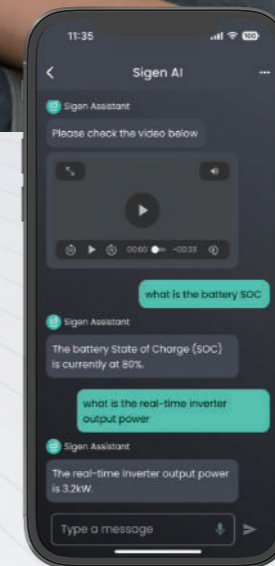 11:35
100
Sigen AI
Sigen Assistant
Please check the video below
00:00
-00:33
what is the battery SOC
Sigen Assistant
The battery State of Charge (SOC)
is currently at 80%.
what is the real-time inverter
output power
Sigen Assistant
The real-time inverter output power
is 3.2kW.
Type a message